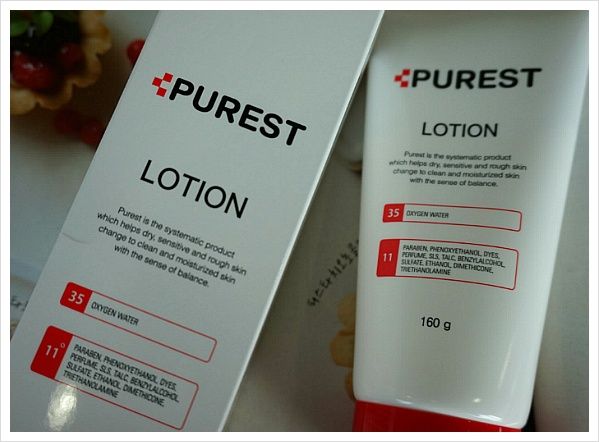 PUREST
LOTION
Purest is the systematic product
which helps dry, sensitive and rough skin
change to clean and moisturized skin
with the sense of balance.
35 OXYGEN WATER
11°
PARABEN, PHENOXYETHANOL, DYES,
PERFUME, SLS, TALC, BENZYLALCOHOL,
SULFATE, ETHANOL, DIMETHICONE,
TRIETHANOLAMINE
PUREST
LOTION
Purest is the systematic product
which helps dry, sensitive and rough skin
change to clean and moisturized skin
with the sense of balance.
35 OXYGEN WATER
11
PARABEN, PHENOXYETHANOL, DYES,
PERFUME, SLS, TALC, BENZYLALCOHOL,
SULFATE, ETHANOL, DIMETHICONE,
TRIETHANOLAMINE
160 g